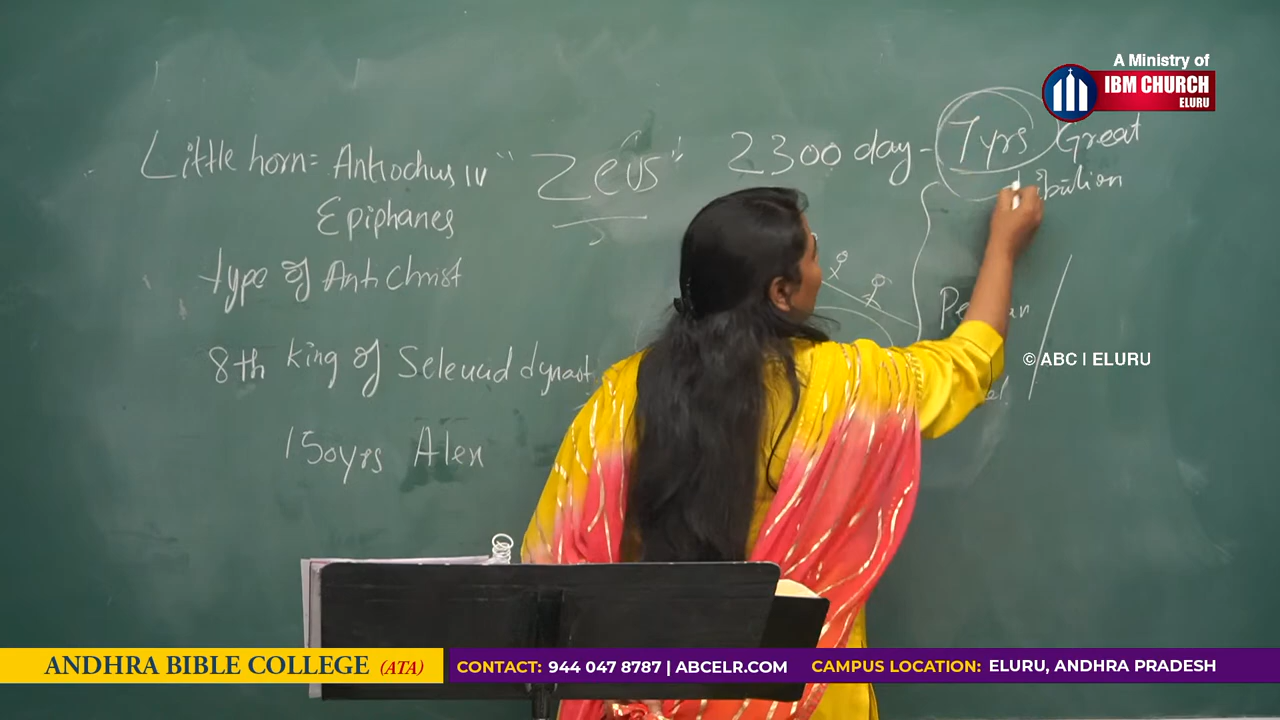 A Ministry of
IBM CHURCH
ELURU
Little horn = Antiochus IV "Zeus" 2300 day - 7yrs Great
Epiphanes
type of AntiChrist
8th king of Seleucid dynast
150yrs Alex
© ABC | ELURU
ANDHRA BIBLE COLLEGE (ATA)
CONTACT: 944 047 8787 | ABCELR.COM
CAMPUS LOCATION: ELURU, ANDHRA PRADESH